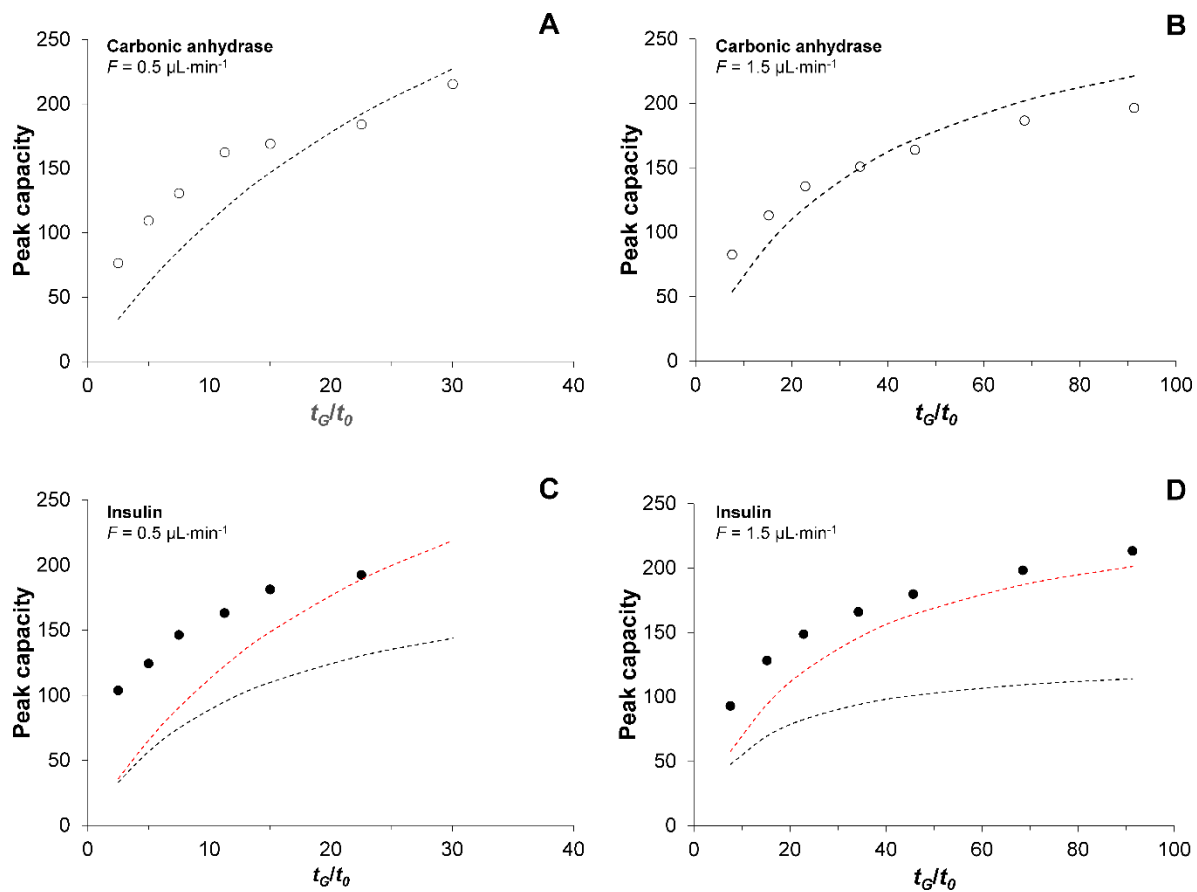 A
Carbonic anhydrase
F = 0.5 µL·min⁻¹
Peak capacity
250
200
150
100
50
0
0 10 20 30 40
tG/t0
B
Carbonic anhydrase
F = 1.5 µL·min⁻¹
Peak capacity
250
200
150
100
50
0
0 20 40 60 80 100
tG/t0
C
Insulin
F = 0.5 µL·min⁻¹
Peak capacity
250
200
150
100
50
0
0 10 20 30 40
tG/t0
D
Insulin
F = 1.5 µL·min⁻¹
Peak capacity
250
200
150
100
50
0
0 20 40 60 80 100
tG/t0